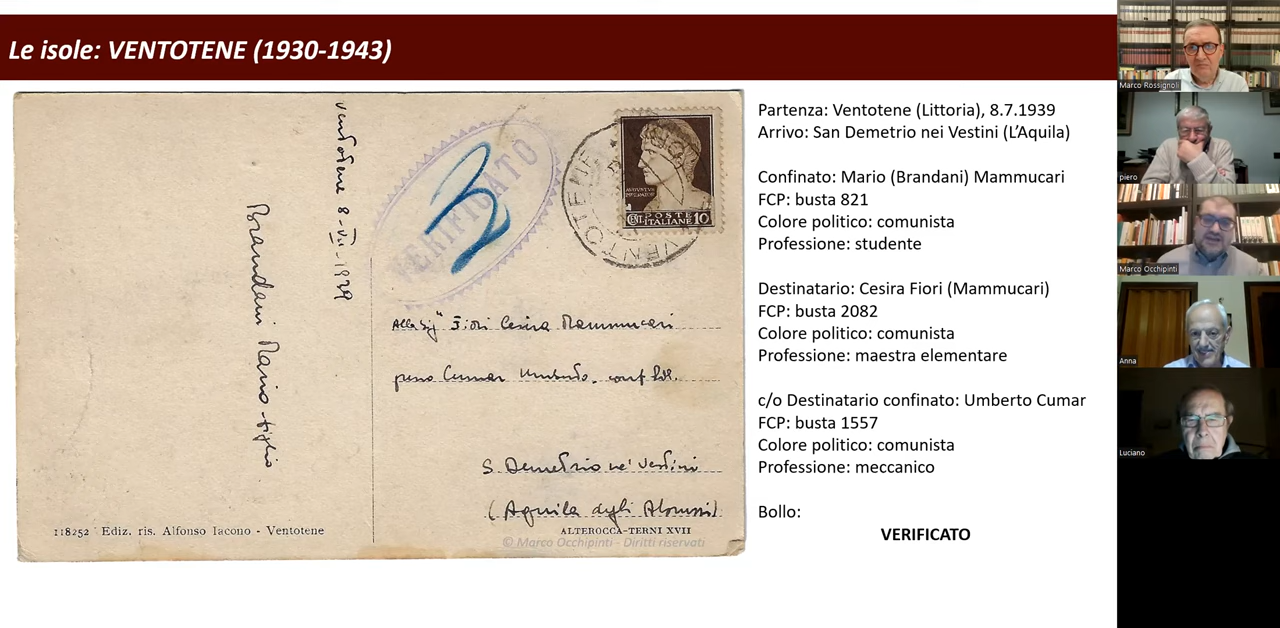 Le isole: VENTOTENE (1930-1943)
Ventotene 8-VII-1939
Brandani Mario figlio
VERIFICATO
3
VENTOTENE
VENTOTENE
AVGVSTVS
IMPERATOR
CENT. POSTE 10
ITALIANE
Alla Sigª Fiori Cesira Mammucari
presso Cumar Umberto. conf. pol.
S. Demetrio ne' Vestini
(Aquila degli Abruzzi)
118252 Ediz. ris. Alfonso Iacono - Ventotene
ALTEROCCA-TERNI XVII
© Marco Occhipinti - Diritti riservati
Partenza: Ventotene (Littoria), 8.7.1939
Arrivo: San Demetrio nei Vestini (L’Aquila)
Confinato: Mario (Brandani) Mammucari
FCP: busta 821
Colore politico: comunista
Professione: studente
Destinatario: Cesira Fiori (Mammucari)
FCP: busta 2082
Colore politico: comunista
Professione: maestra elementare
c/o Destinatario confinato: Umberto Cumar
FCP: busta 1557
Colore politico: comunista
Professione: meccanico
Bollo:
VERIFICATO
Marco Rossignoli
piero
Marco Occhipinti
Anna
Luciano